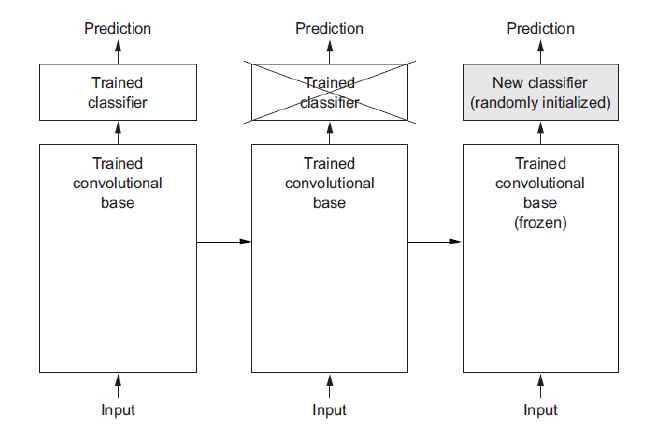 Prediction
Trained
classifier
Trained
convolutional
base
Input
Prediction
Trained
classifier
Trained
convolutional
base
Input
Prediction
New classifier
(randomly initialized)
Trained
convolutional
base
(frozen)
Input